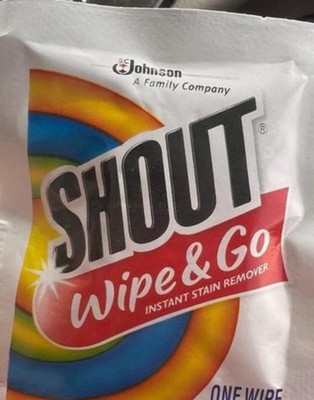 SC Johnson
A Family Company
SHOUT®
Wipe & Go
INSTANT STAIN REMOVER
ONE WIPE